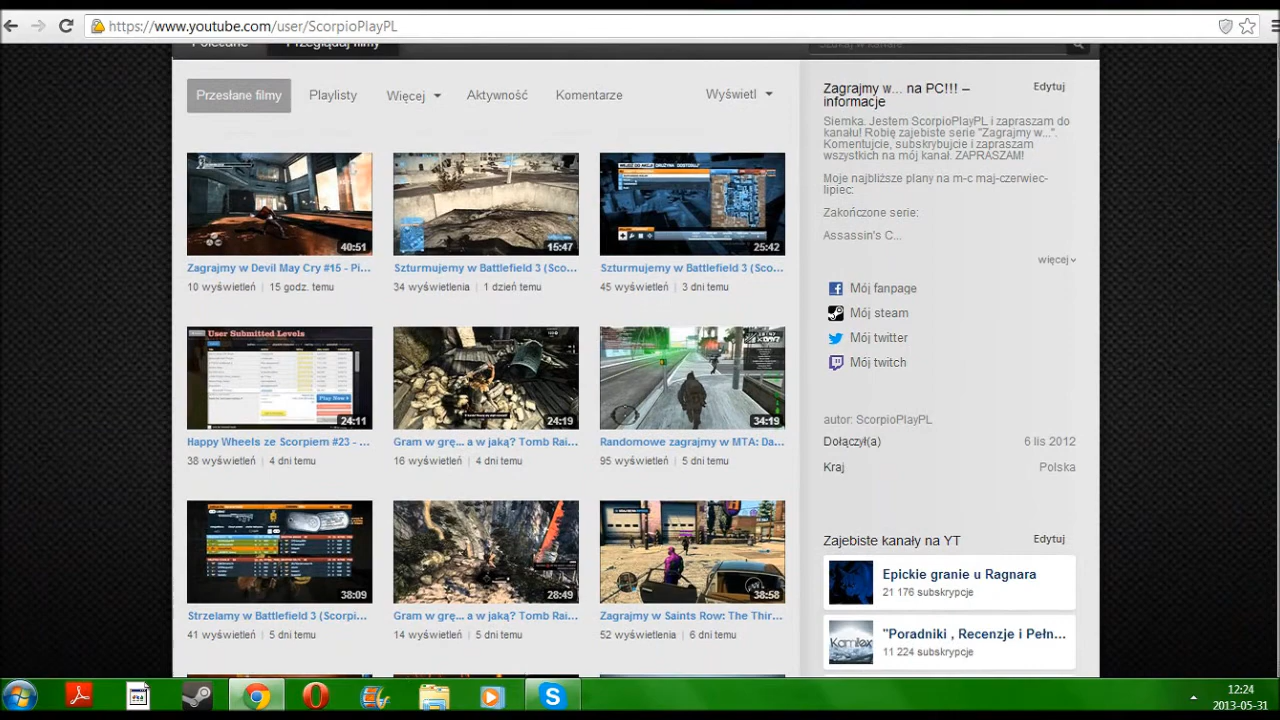 https://www.youtube.com/user/ScorpioPlayPL
Polecane Przeglądaj filmy Szukaj w kanale
Przesłane filmy Playlisty Więcej Aktywność Komentarze Wyświetl
40:51 15:47 25:42
Zagrajmy w Devil May Cry #15 - Pi... Szturmujemy w Battlefield 3 (Sco... Szturmujemy w Battlefield 3 (Sco...
10 wyświetleń 15 godz. temu 34 wyświetlenia 1 dzień temu 45 wyświetleń 3 dni temu
User Submitted Levels
Play Now
24:11 24:19 34:19
Happy Wheels ze Scorpiem #23 - ... Gram w grę... a w jaką? Tomb Rai... Randomowe zagrajmy w MTA: Da...
38 wyświetleń 4 dni temu 16 wyświetleń 4 dni temu 95 wyświetleń 5 dni temu
38:09 28:49 38:58
Strzelamy w Battlefield 3 (Scorpi... Gram w grę... a w jaką? Tomb Rai... Zagrajmy w Saints Row: The Thir...
41 wyświetleń 5 dni temu 14 wyświetleń 5 dni temu 52 wyświetlenia 6 dni temu
Zagrajmy w... na PC!!! – Edytuj
informacje
Siemka. Jestem ScorpioPlayPL i zapraszam do
kanału! Robię zajebiste serie "Zagrajmy w...".
Komentujcie, subskrybujcie i zapraszam
wszystkich na mój kanał. ZAPRASZAM!
Moje najbliższe plany na m-c maj-czerwiec-
lipiec:
Zakończone serie:
Assassin's C...
więcej
Mój fanpage
Mój steam
Mój twitter
Mój twitch
autor: ScorpioPlayPL
Dołączył(a) 6 lis 2012
Kraj Polska
Zajebiste kanały na YT Edytuj
Epickie granie u Ragnara
21 176 subskrypcje
Kamilex
"Poradniki , Recenzje i Pełn...
11 224 subskrypcje
12:24
2013-05-31